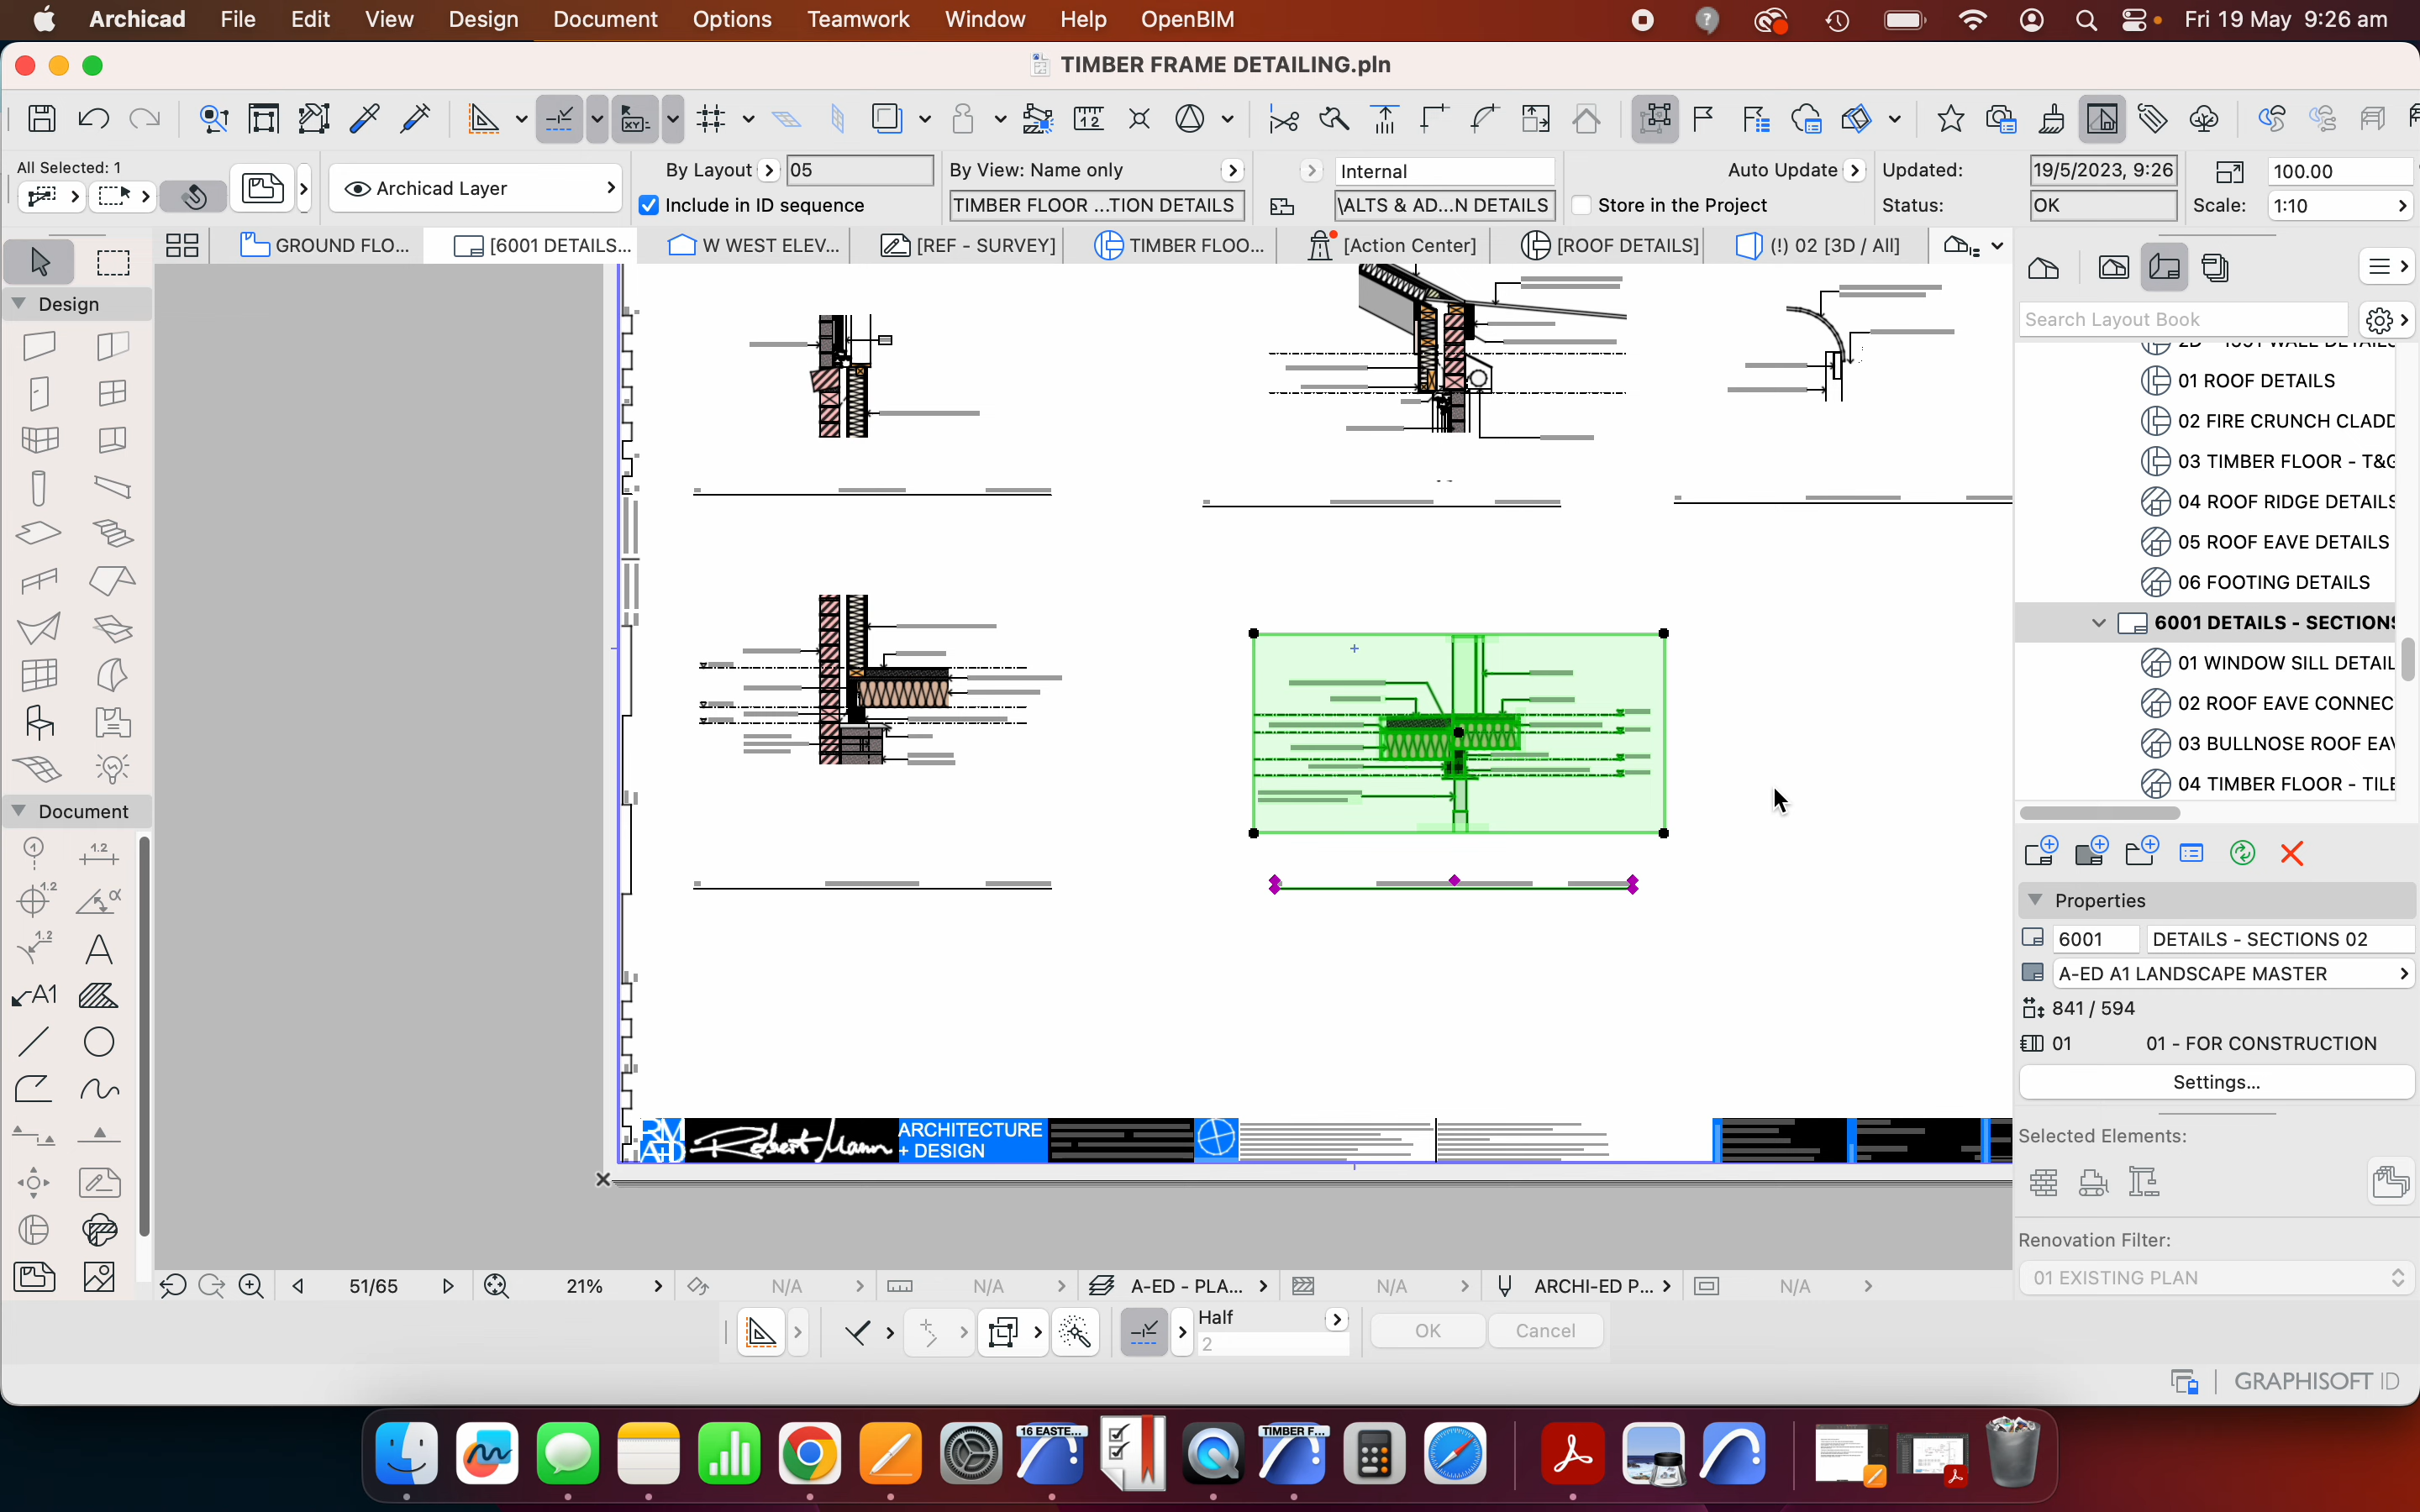 Archicad File Edit View Design Document Options Teamwork Window Help OpenBIM Fri 19 May 9:26 am
TIMBER FRAME DETAILING.pln
All Selected: 1
By Layout 05 By View: Name only Internal Auto Update Updated: 19/5/2023, 9:26 100.00
Archicad Layer
Include in ID sequence TIMBER FLOOR ...TION DETAILS \ALTS & AD...N DETAILS Store in the Project Status: OK Scale: 1:10
GROUND FLO... [6001 DETAILS... W WEST ELEV... [REF - SURVEY] TIMBER FLOO... [Action Center] [ROOF DETAILS] (!) 02 [3D / All]
Design
Search Layout Book
01 ROOF DETAILS
02 FIRE CRUNCH CLADD
03 TIMBER FLOOR - T&G
04 ROOF RIDGE DETAILS
05 ROOF EAVE DETAILS
06 FOOTING DETAILS
6001 DETAILS - SECTIONS
01 WINDOW SILL DETAIL
02 ROOF EAVE CONNEC
03 BULLNOSE ROOF EAV
04 TIMBER FLOOR - TILE
Document
Properties
6001 DETAILS - SECTIONS 02
A-ED A1 LANDSCAPE MASTER
841 / 594
01 01 - FOR CONSTRUCTION
Settings...
Selected Elements:
RMA+D Robert Mann ARCHITECTURE
+ DESIGN
Renovation Filter:
01 EXISTING PLAN
51/65 21% N/A N/A A-ED - PLA... N/A ARCHI-ED P... N/A
Half
2
OK Cancel
GRAPHISOFT ID
16 EASTE... TIMBER F...